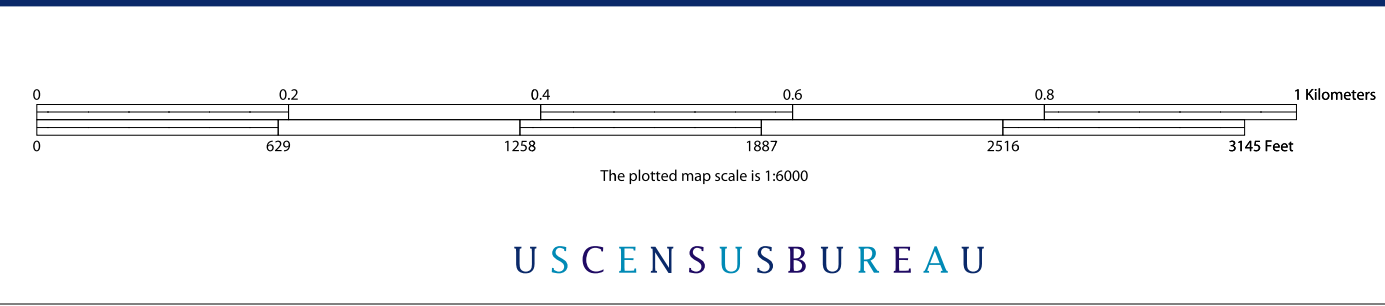 0 0.2 0.4 0.6 0.8 1 Kilometers
0 629 1258 1887 2516 3145 Feet
The plotted map scale is 1:6000
USCENSUSBUREAU